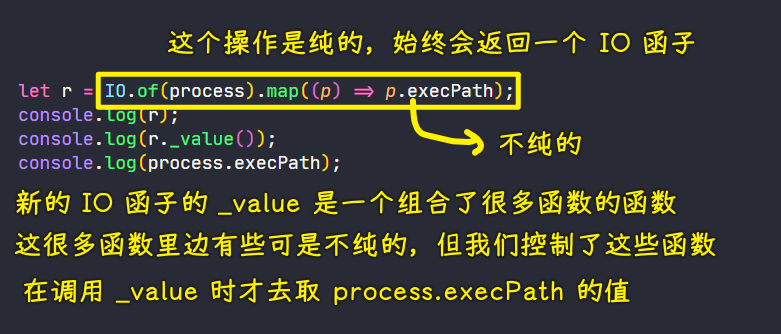 这个操作是纯的，始终会返回一个 IO 函子
let r = IO.of(process).map((p) => p.execPath);
console.log(r);
console.log(r._value());
console.log(process.execPath);
不纯的
新的 IO 函子的 _value 是一个组合了很多函数的函数
这很多函数里边有些可是不纯的，但我们控制了这些函数
在调用 _value 时才去取 process.execPath 的值